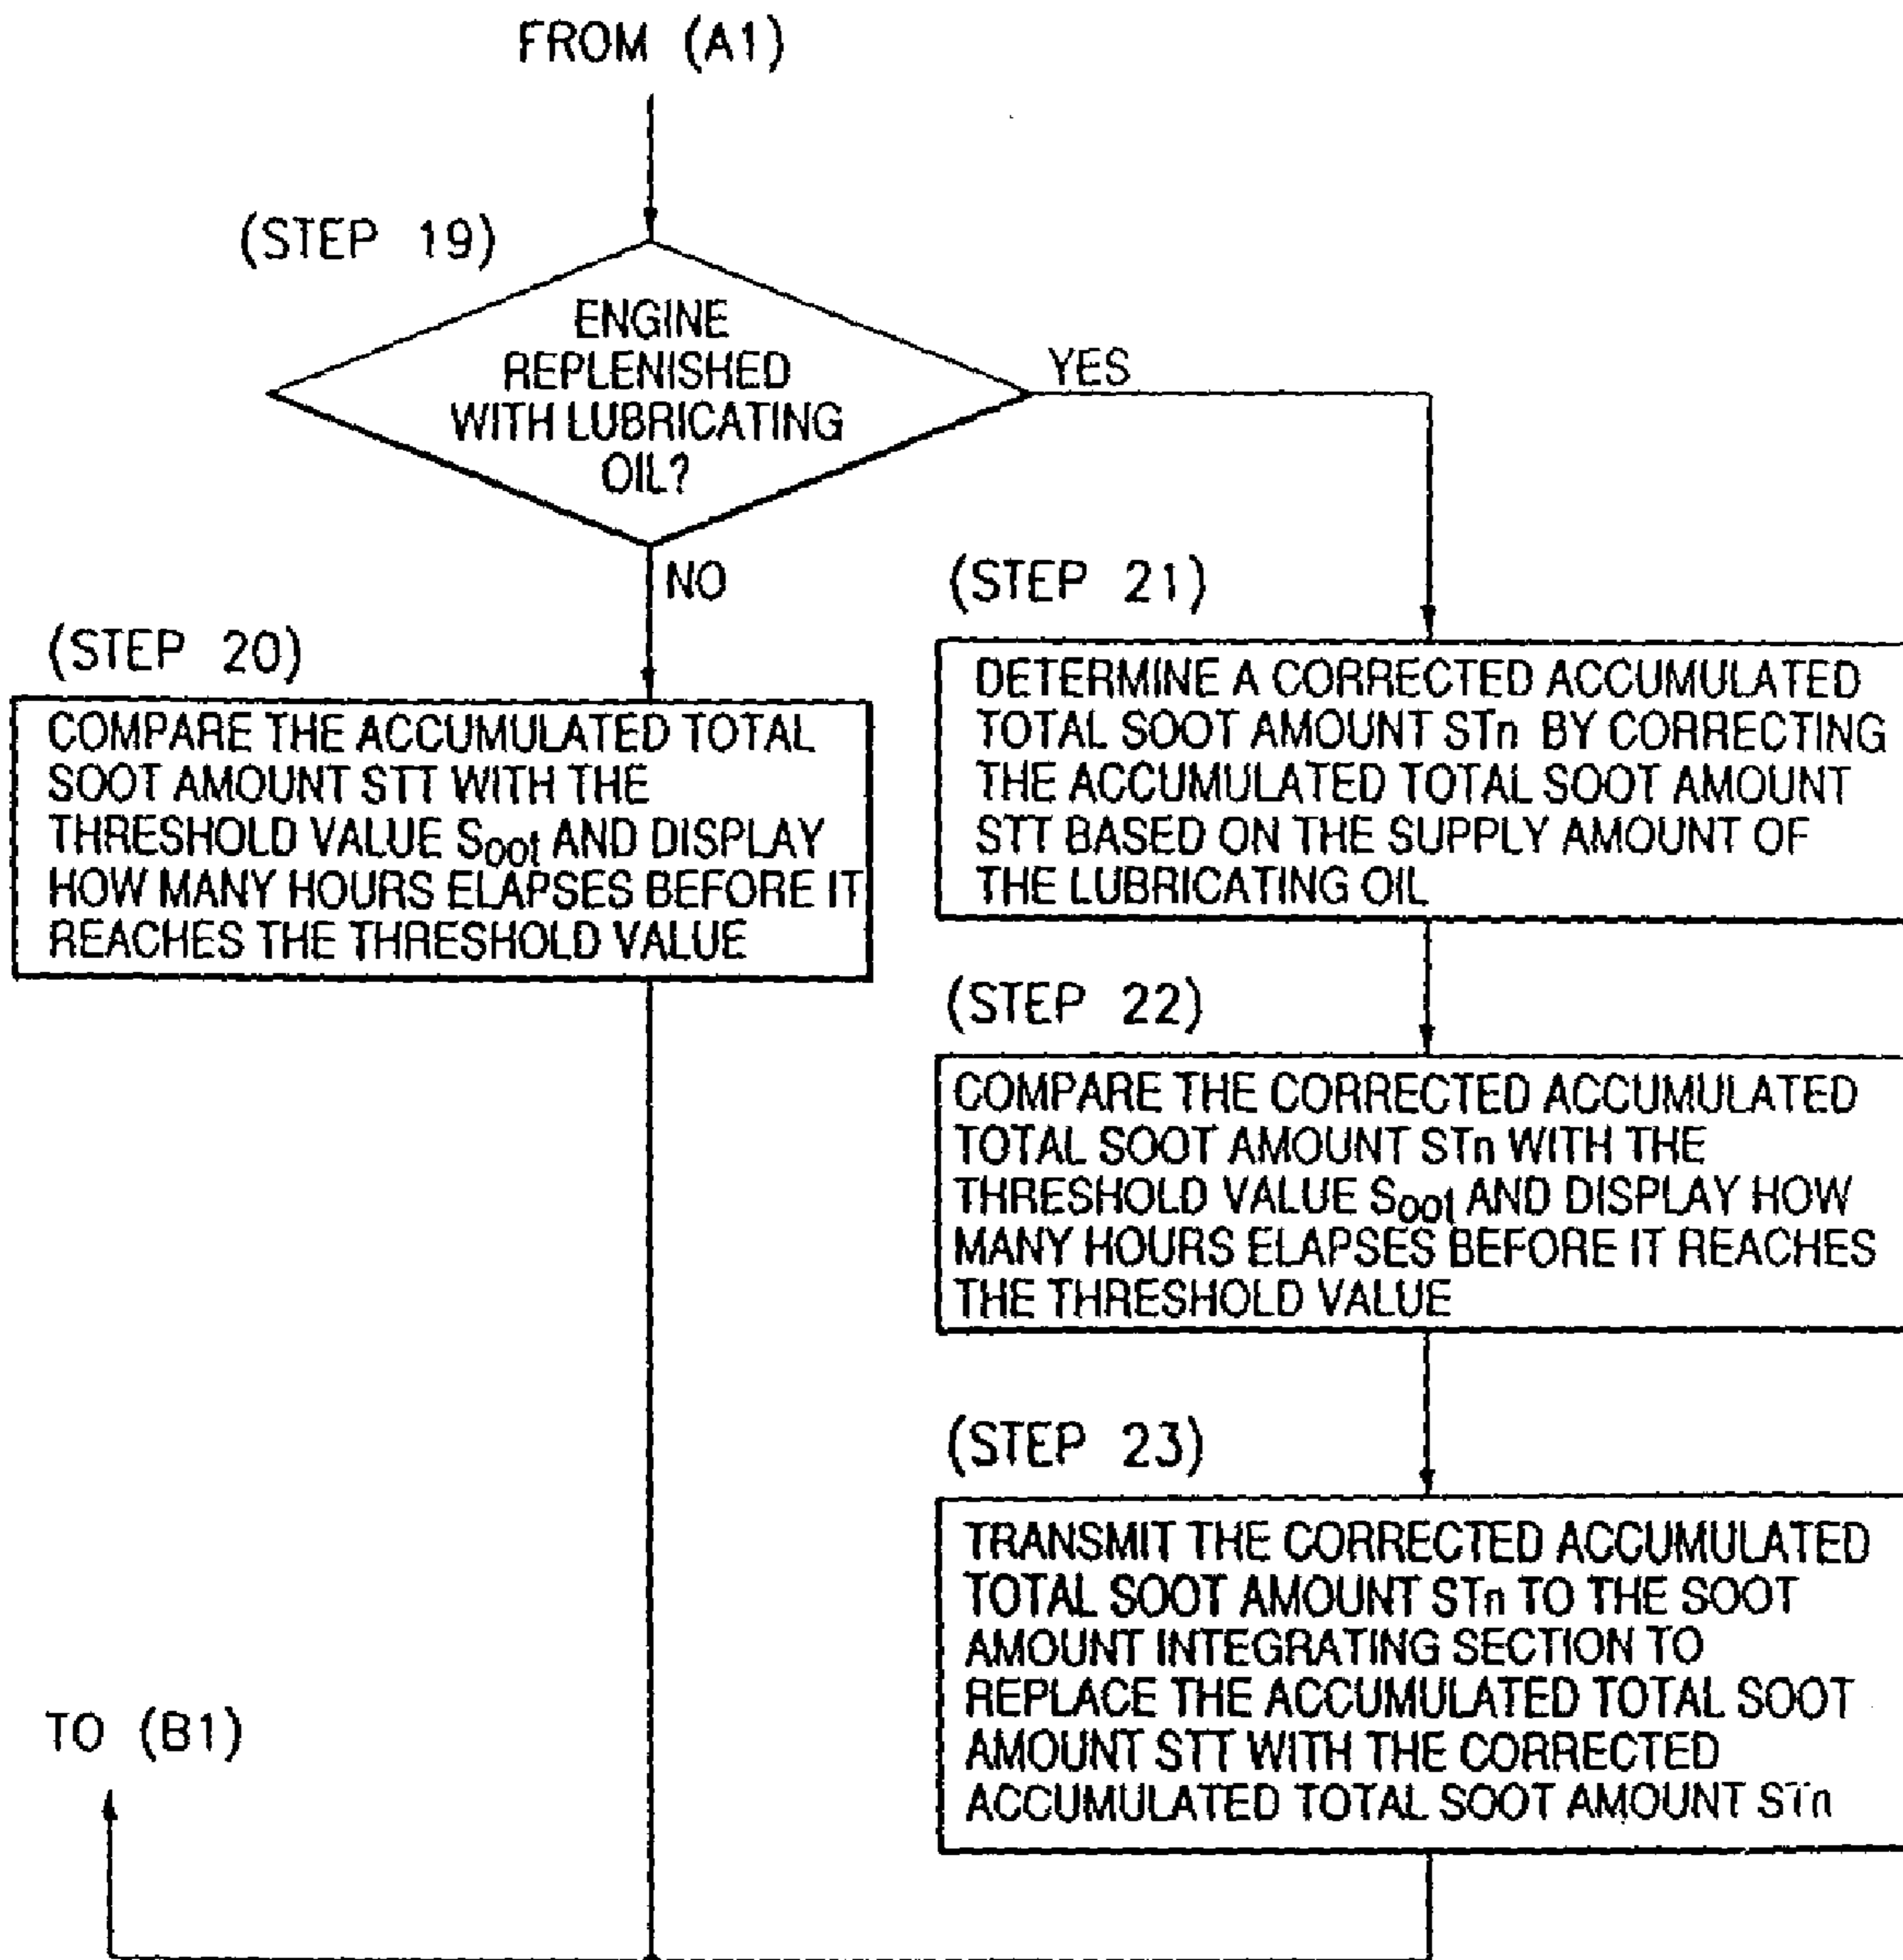 FROM (A1)
(STEP 19)
ENGINE
REPLENISHED
WITH LUBRICATING
OIL?
YES
NO
(STEP 20)
COMPARE THE ACCUMULATED TOTAL
SOOT AMOUNT STT WITH THE
THRESHOLD VALUE Soot AND DISPLAY
HOW MANY HOURS ELAPSES BEFORE IT
REACHES THE THRESHOLD VALUE
(STEP 21)
DETERMINE A CORRECTED ACCUMULATED
TOTAL SOOT AMOUNT STn BY CORRECTING
THE ACCUMULATED TOTAL SOOT AMOUNT
STT BASED ON THE SUPPLY AMOUNT OF
THE LUBRICATING OIL
(STEP 22)
COMPARE THE CORRECTED ACCUMULATED
TOTAL SOOT AMOUNT STn WITH THE
THRESHOLD VALUE Soot AND DISPLAY HOW
MANY HOURS ELAPSES BEFORE IT REACHES
THE THRESHOLD VALUE
(STEP 23)
TRANSMIT THE CORRECTED ACCUMULATED
TOTAL SOOT AMOUNT STn TO THE SOOT
AMOUNT INTEGRATING SECTION TO
REPLACE THE ACCUMULATED TOTAL SOOT
AMOUNT STT WITH THE CORRECTED
ACCUMULATED TOTAL SOOT AMOUNT STn
TO (B1)